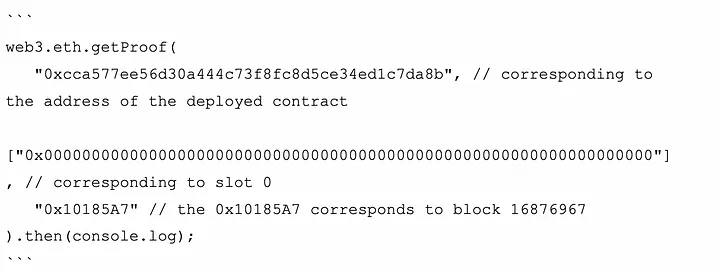 ```
web3.eth.getProof(
"0xcca577ee56d30a444c73f8fc8d5ce34ed1c7da8b", // corresponding to
the address of the deployed contract
["0x0000000000000000000000000000000000000000000000000000000000000000"]
, // corresponding to slot 0
"0x10185A7" // the 0x10185A7 corresponds to block 16876967
).then(console.log);
```